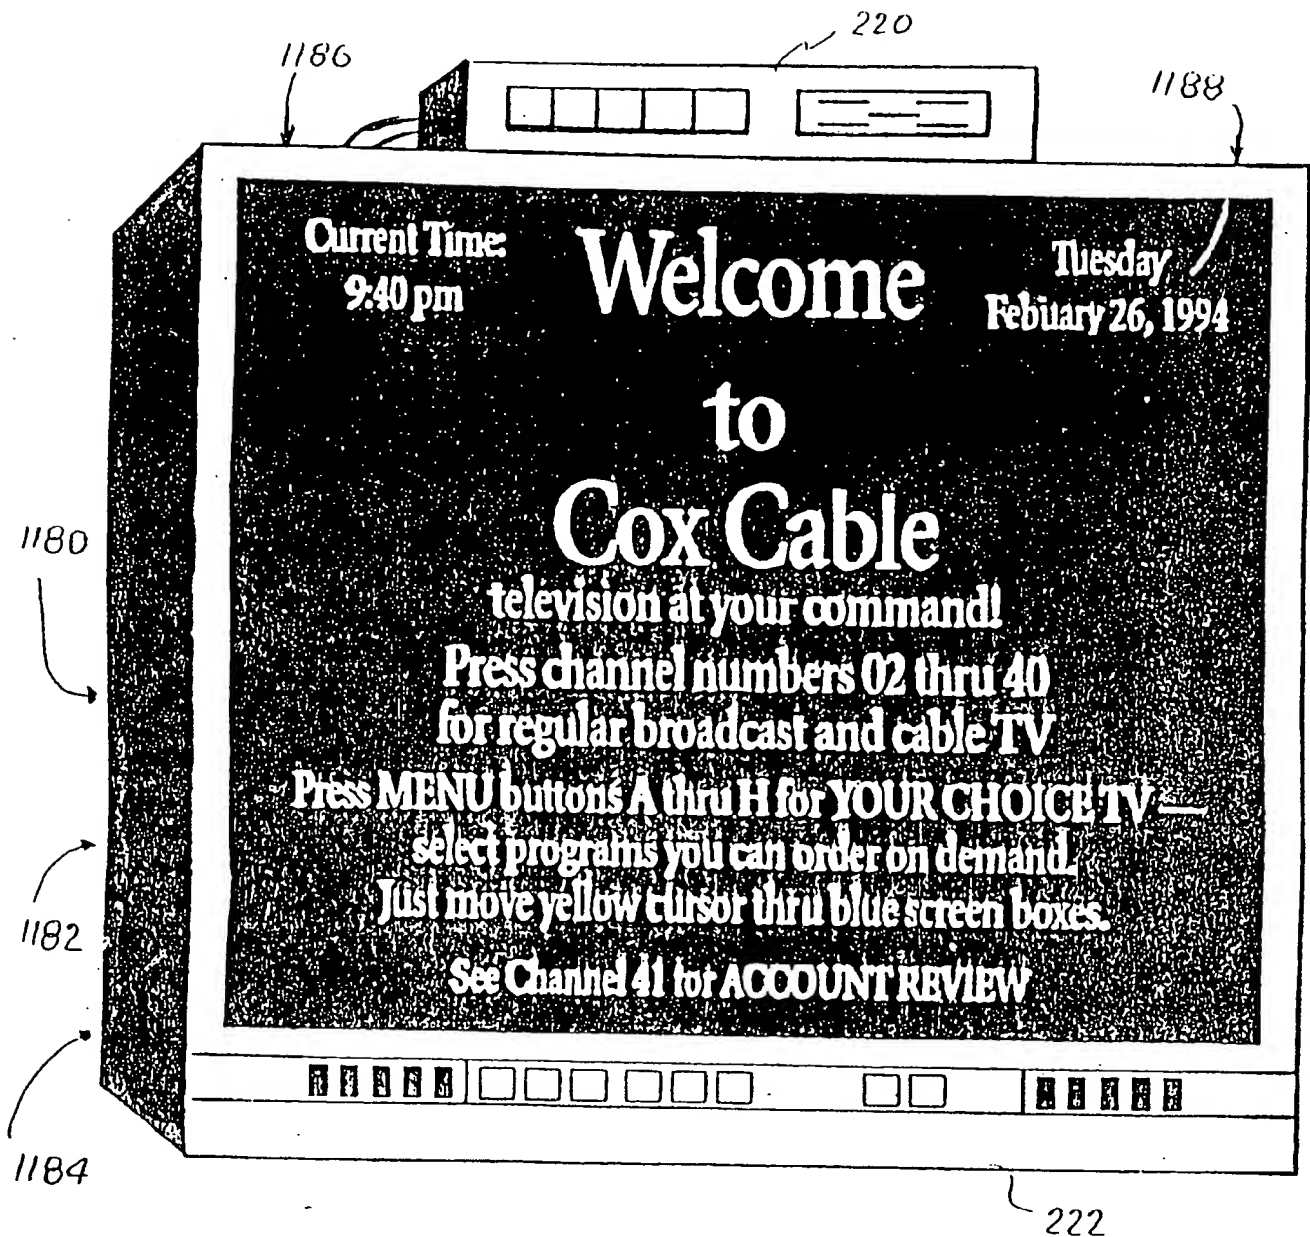 220
1186
1188
Current Time:
9:40 pm
Welcome
Tuesday
February 26, 1994
to
Cox Cable
television at your command!
Press channel numbers 02 thru 40
for regular broadcast and cable TV
Press MENU buttons A thru H for YOUR CHOICE TV —
select programs you can order on demand.
Just move yellow cursor thru blue screen boxes.
See Channel 41 for ACCOUNT REVIEW
1180
1182
1184
222